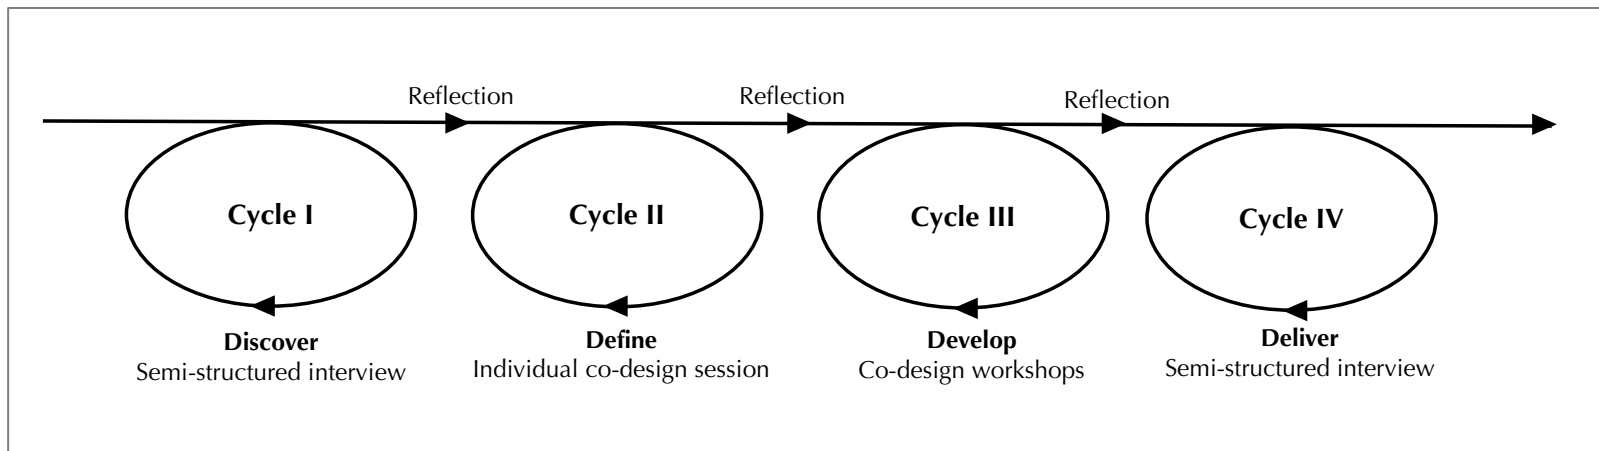 Reflection
Reflection
Reflection
Cycle I
Cycle II
Cycle III
Cycle IV
Discover
Semi-structured interview
Define
Individual co-design session
Develop
Co-design workshops
Deliver
Semi-structured interview